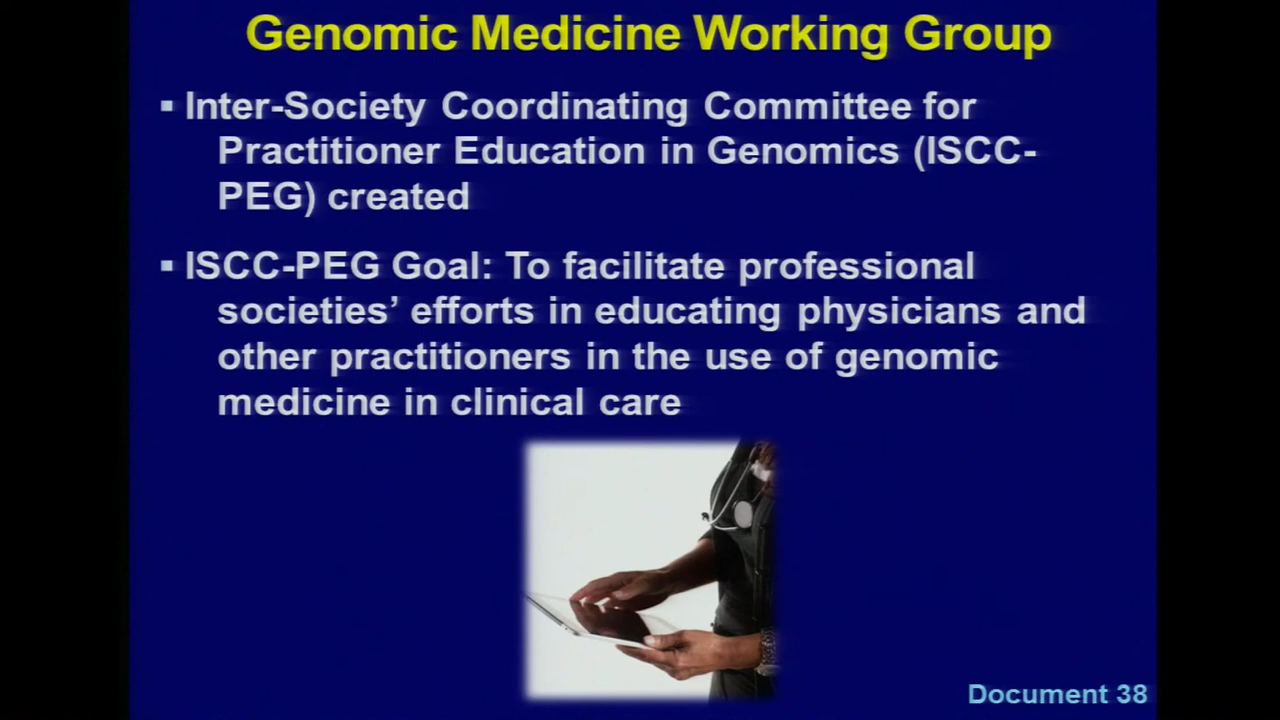 Genomic Medicine Working Group
▪ Inter-Society Coordinating Committee for
Practitioner Education in Genomics (ISCC-
PEG) created
▪ ISCC-PEG Goal: To facilitate professional
societies’ efforts in educating physicians and
other practitioners in the use of genomic
medicine in clinical care
Document 38